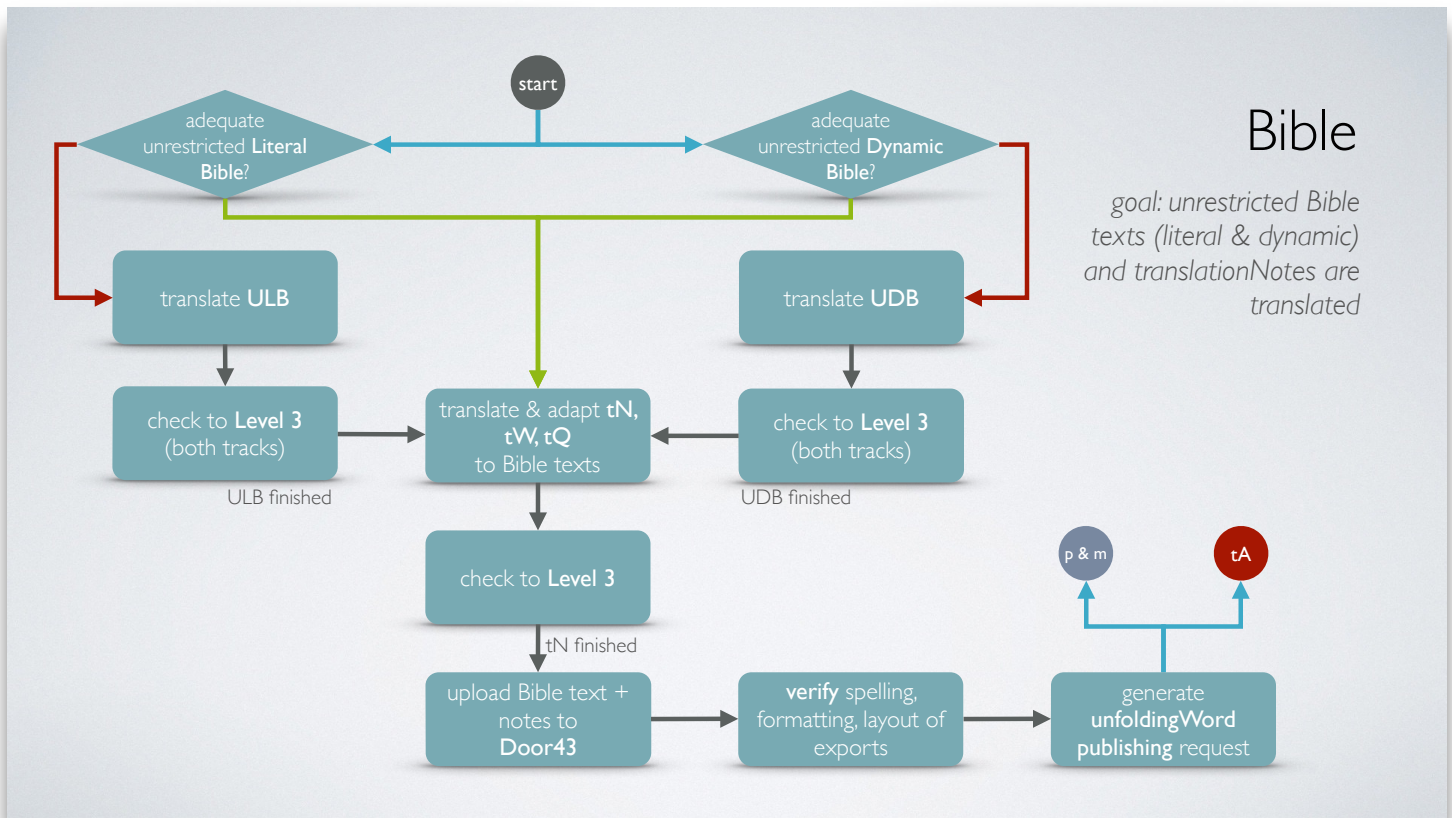 start
adequate
unrestricted Literal
Bible?
adequate
unrestricted Dynamic
Bible?
Bible
goal: unrestricted Bible
texts (literal & dynamic)
and translationNotes are
translated
translate ULB
translate UDB
check to Level 3
(both tracks)
translate & adapt tN,
tW, tQ
to Bible texts
check to Level 3
(both tracks)
ULB finished
UDB finished
check to Level 3
p & m
tA
tN finished
upload Bible text +
notes to
Door43
verify spelling,
formatting, layout of
exports
generate
unfoldingWord
publishing request